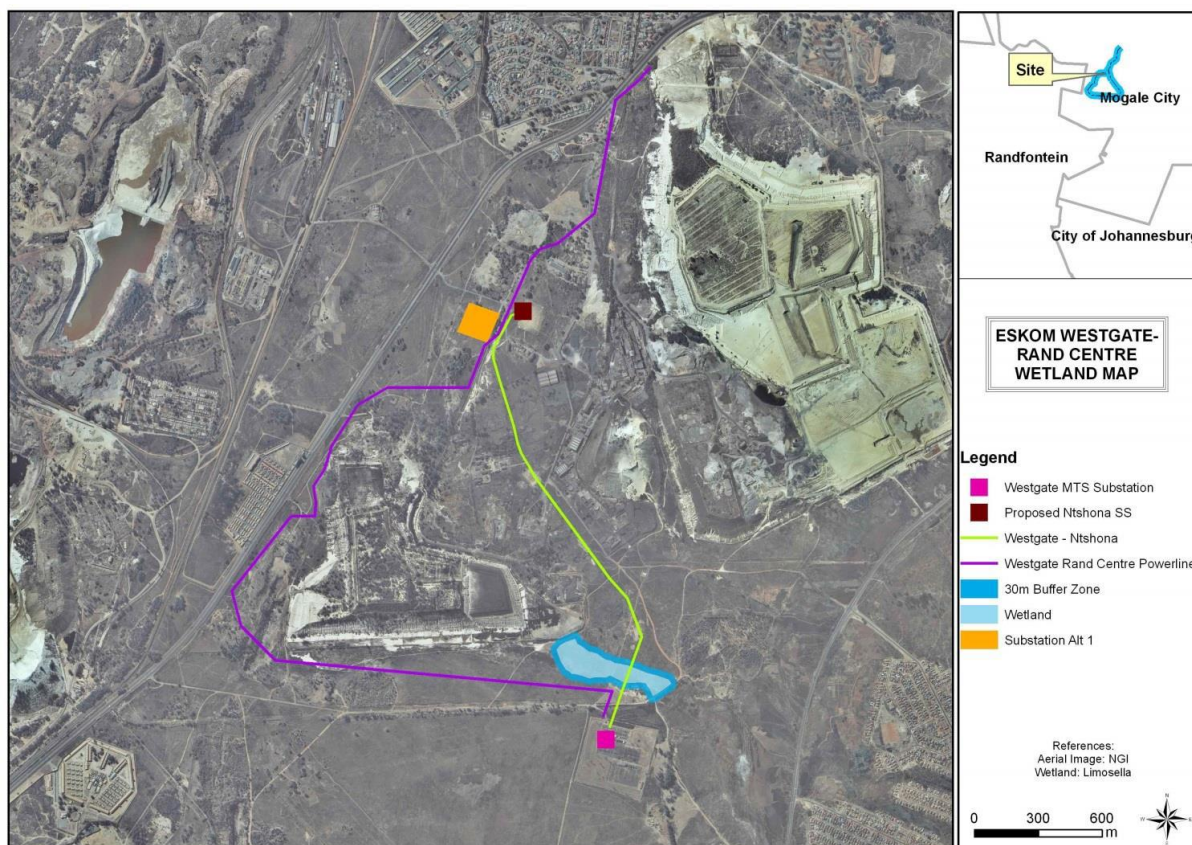 Site
Mogale City
Randfontein
City of Johannesburg
ESKOM WESTGATE-
RAND CENTRE
WETLAND MAP
Legend
Westgate MTS Substation
Proposed Ntshona SS
Westgate - Ntshona
Westgate Rand Centre Powerline
30m Buffer Zone
Wetland
Substation Alt 1
References:
Aerial Image: NGI
Wetland: Limosella
0 300 600
m
N
W E
S